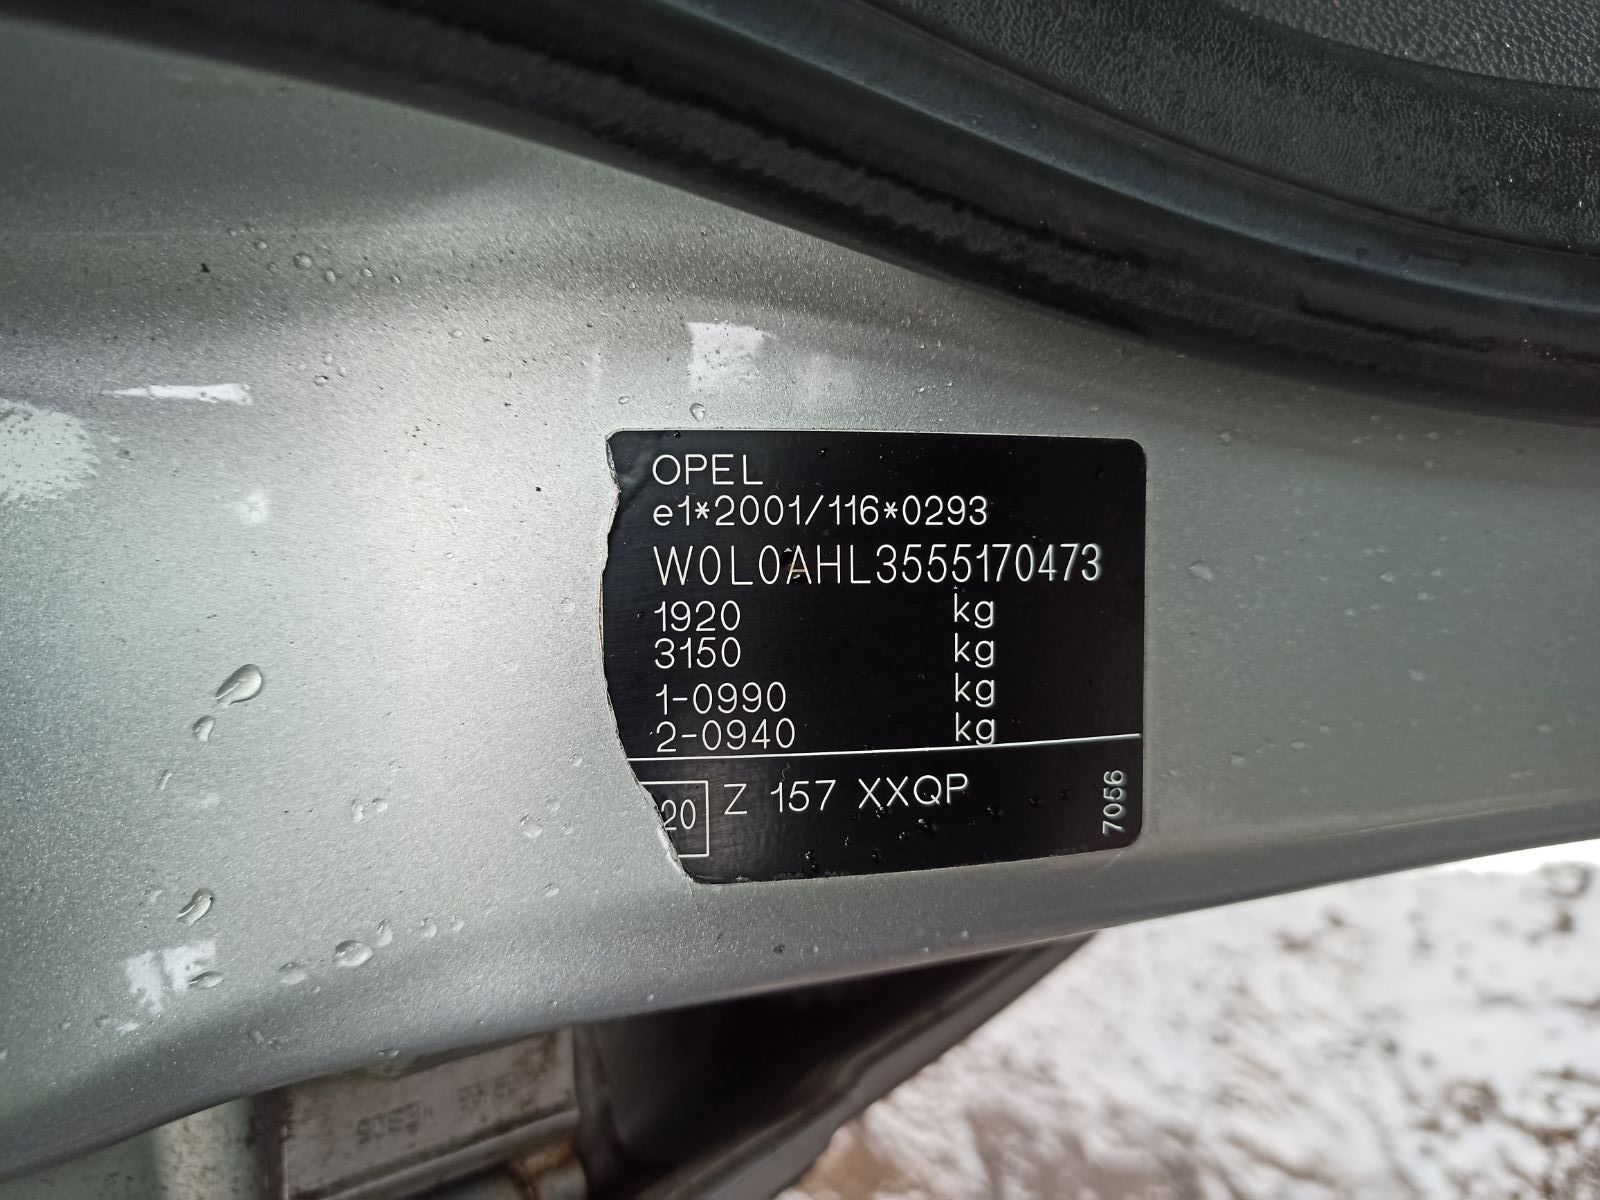 OPEL
e1*2001/116*0293
W0L0AHL3555170473
1920 kg
3150 kg
1-0990 kg
2-0940 kg
20 Z 157 XXQP
7056